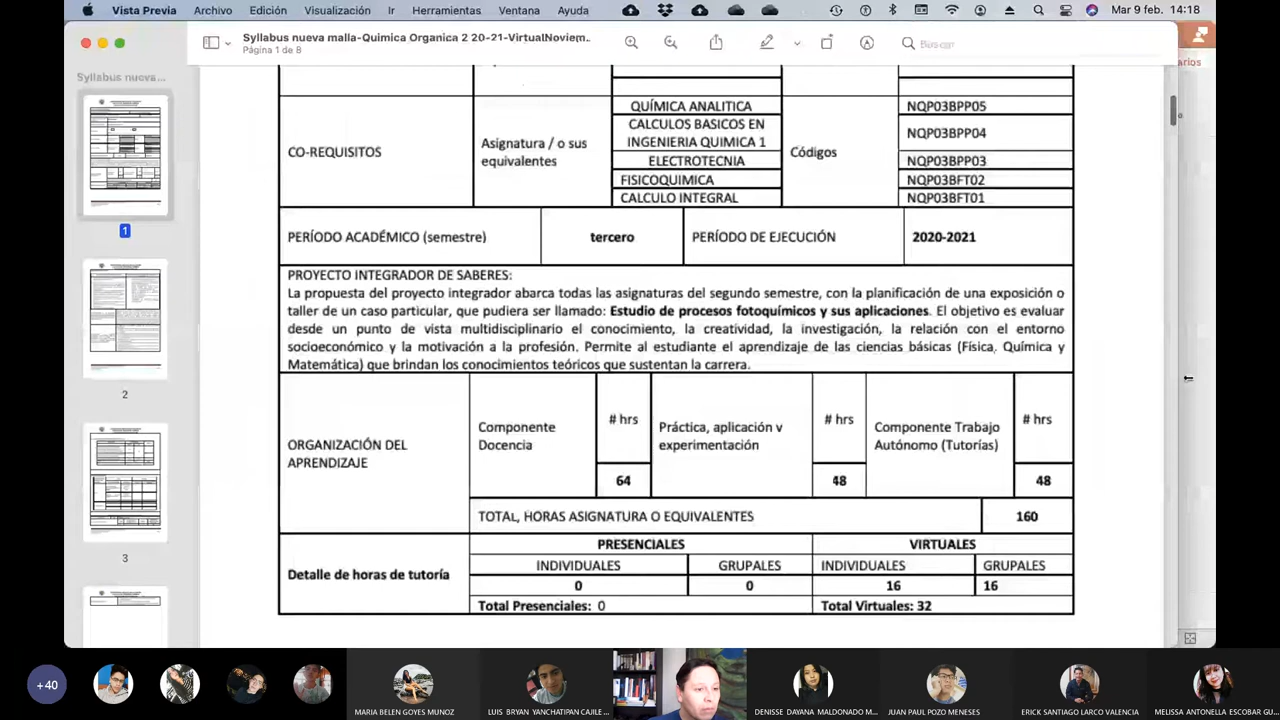 Vista Previa Archivo Edición Visualización Ir Herramientas Ventana Ayuda Mar 9 feb. 14:18
Syllabus nueva malla-Quimica Organica 2 20-21-VirtualNoviem...
Página 1 de 8
Buscar
arios
Syllabus nueva...
1
2
3
CO-REQUISITOS
Asignatura / o sus
equivalentes
QUÍMICA ANALITICA
CALCULOS BASICOS EN
INGENIERIA QUIMICA 1
ELECTROTECNIA
FISICOQUIMICA
CALCULO INTEGRAL
Códigos
NQP03BPP05
NQP03BPP04
NQP03BPP03
NQP03BFT02
NQP03BFT01
PERÍODO ACADÉMICO (semestre) tercero PERÍODO DE EJECUCIÓN 2020-2021
PROYECTO INTEGRADOR DE SABERES:
La propuesta del proyecto integrador abarca todas las asignaturas del segundo semestre, con la planificación de una exposición o
taller de un caso particular, que pudiera ser llamado: Estudio de procesos fotoquímicos y sus aplicaciones. El objetivo es evaluar
desde un punto de vista multidisciplinario el conocimiento, la creatividad, la investigación, la relación con el entorno
socioeconómico y la motivación a la profesión. Permite al estudiante el aprendizaje de las ciencias básicas (Física, Química y
Matemática) que brindan los conocimientos teóricos que sustentan la carrera.
ORGANIZACIÓN DEL
APRENDIZAJE
Componente
Docencia
# hrs
64
Práctica, aplicación y
experimentación
# hrs
48
Componente Trabajo
Autónomo (Tutorías)
# hrs
48
TOTAL, HORAS ASIGNATURA O EQUIVALENTES 160
Detalle de horas de tutoría
PRESENCIALES VIRTUALES
INDIVIDUALES GRUPALES INDIVIDUALES GRUPALES
0 0 16 16
Total Presenciales: 0 Total Virtuales: 32
+40
MARIA BELEN GOYES MUNOZ
LUIS BRYAN YANCHATIPAN CAJILE...
DENISSE DAYANA MALDONADO M...
JUAN PAUL POZO MENESES
ERICK SANTIAGO LARCO VALENCIA
MELISSA ANTONELLA ESCOBAR GU...